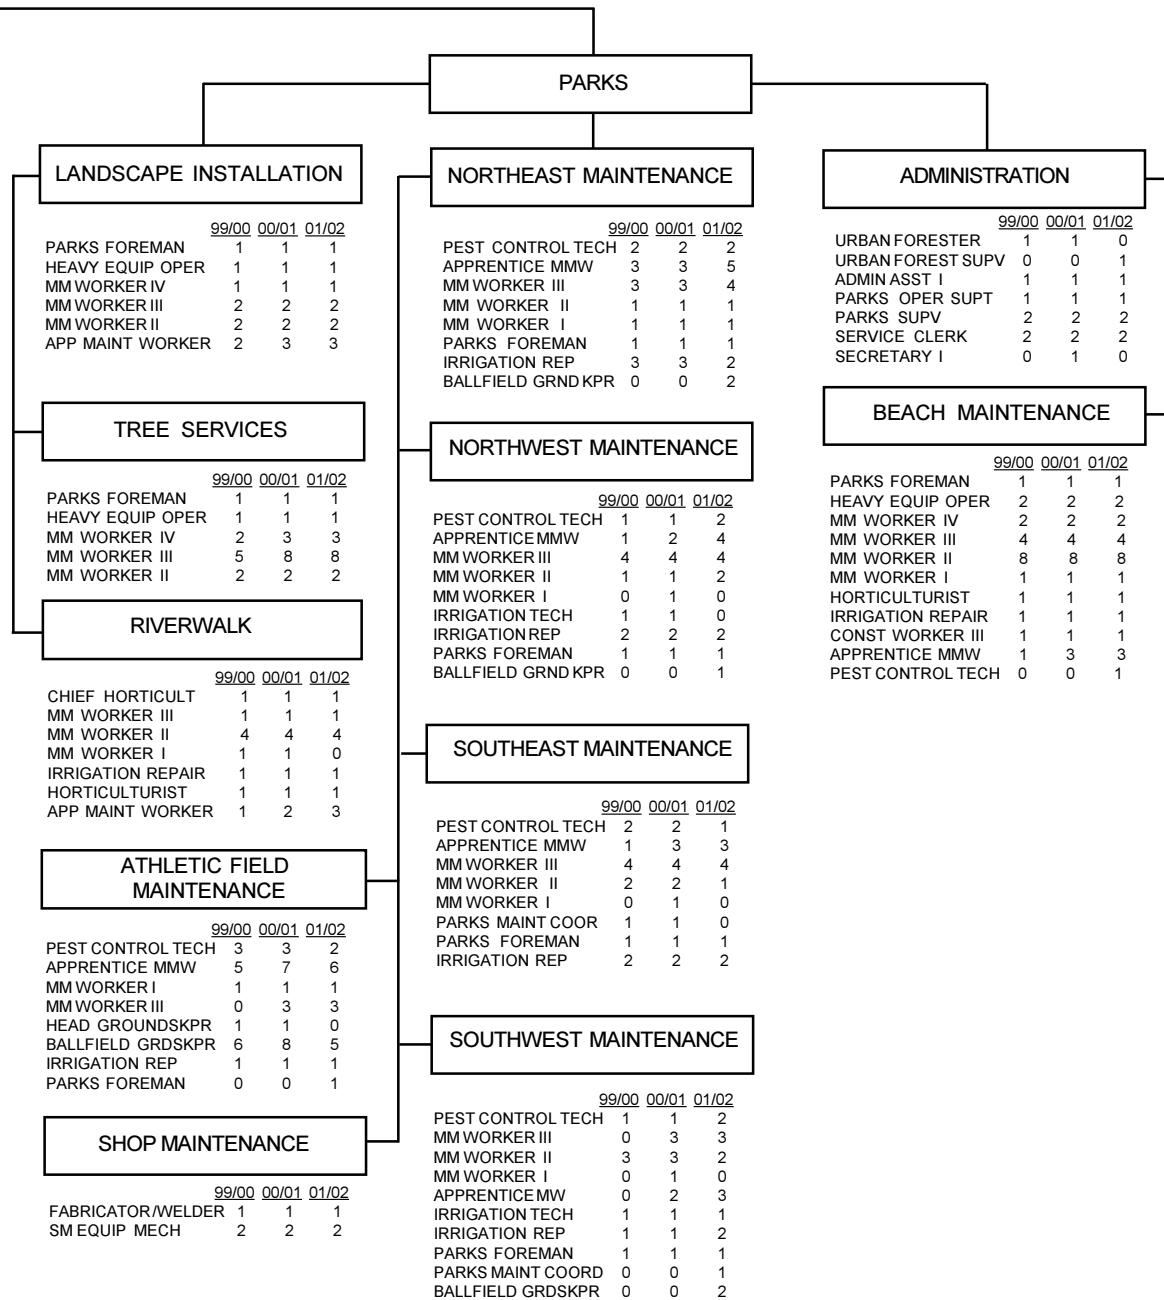 PARKS
LANDSCAPE INSTALLATION
99/00 00/01 01/02
PARKS FOREMAN 1 1 1
HEAVY EQUIP OPER 1 1 1
MM WORKER IV 1 1 1
MM WORKER III 2 2 2
MM WORKER II 2 2 2
APP MAINT WORKER 2 3 3
TREE SERVICES
99/00 00/01 01/02
PARKS FOREMAN 1 1 1
HEAVY EQUIP OPER 1 1 1
MM WORKER IV 2 3 3
MM WORKER III 5 8 8
MM WORKER II 2 2 2
RIVERWALK
99/00 00/01 01/02
CHIEF HORTICULT 1 1 1
MM WORKER III 1 1 1
MM WORKER II 4 4 4
MM WORKER I 1 1 0
IRRIGATION REPAIR 1 1 1
HORTICULTURIST 1 1 1
APP MAINT WORKER 1 2 3
ATHLETIC FIELD
MAINTENANCE
99/00 00/01 01/02
PEST CONTROL TECH 3 3 2
APPRENTICE MMW 5 7 6
MM WORKER I 1 1 1
MM WORKER III 0 3 3
HEAD GROUNDSKPR 1 1 0
BALLFIELD GRDSKPR 6 8 5
IRRIGATION REP 1 1 1
PARKS FOREMAN 0 0 1
SHOP MAINTENANCE
99/00 00/01 01/02
FABRICATOR/WELDER 1 1 1
SM EQUIP MECH 2 2 2
NORTHEAST MAINTENANCE
99/00 00/01 01/02
PEST CONTROL TECH 2 2 2
APPRENTICE MMW 3 3 5
MM WORKER III 3 3 4
MM WORKER II 1 1 1
MM WORKER I 1 1 1
PARKS FOREMAN 1 1 1
IRRIGATION REP 3 3 2
BALLFIELD GRND KPR 0 0 2
NORTHWEST MAINTENANCE
99/00 00/01 01/02
PEST CONTROL TECH 1 1 2
APPRENTICE MMW 1 2 4
MM WORKER III 4 4 4
MM WORKER II 1 1 2
MM WORKER I 0 1 0
IRRIGATION TECH 1 1 0
IRRIGATION REP 2 2 2
PARKS FOREMAN 1 1 1
BALLFIELD GRND KPR 0 0 1
SOUTHEAST MAINTENANCE
99/00 00/01 01/02
PEST CONTROL TECH 2 2 1
APPRENTICE MMW 1 3 3
MM WORKER III 4 4 4
MM WORKER II 2 2 1
MM WORKER I 0 1 0
PARKS MAINT COOR 1 1 0
PARKS FOREMAN 1 1 1
IRRIGATION REP 2 2 2
SOUTHWEST MAINTENANCE
99/00 00/01 01/02
PEST CONTROL TECH 1 1 2
MM WORKER III 0 3 3
MM WORKER II 3 3 2
MM WORKER I 0 1 0
APPRENTICE MW 0 2 3
IRRIGATION TECH 1 1 1
IRRIGATION REP 1 1 2
PARKS FOREMAN 1 1 1
PARKS MAINT COORD 0 0 1
BALLFIELD GRDSKPR 0 0 2
ADMINISTRATION
99/00 00/01 01/02
URBAN FORESTER 1 1 0
URBAN FOREST SUPV 0 0 1
ADMIN ASST I 1 1 1
PARKS OPER SUPT 1 1 1
PARKS SUPV 2 2 2
SERVICE CLERK 2 2 2
SECRETARY I 0 1 0
BEACH MAINTENANCE
99/00 00/01 01/02
PARKS FOREMAN 1 1 1
HEAVY EQUIP OPER 2 2 2
MM WORKER IV 2 2 2
MM WORKER III 4 4 4
MM WORKER II 8 8 8
MM WORKER I 1 1 1
HORTICULTURIST 1 1 1
IRRIGATION REPAIR 1 1 1
CONST WORKER III 1 1 1
APPRENTICE MMW 1 3 3
PEST CONTROL TECH 0 0 1